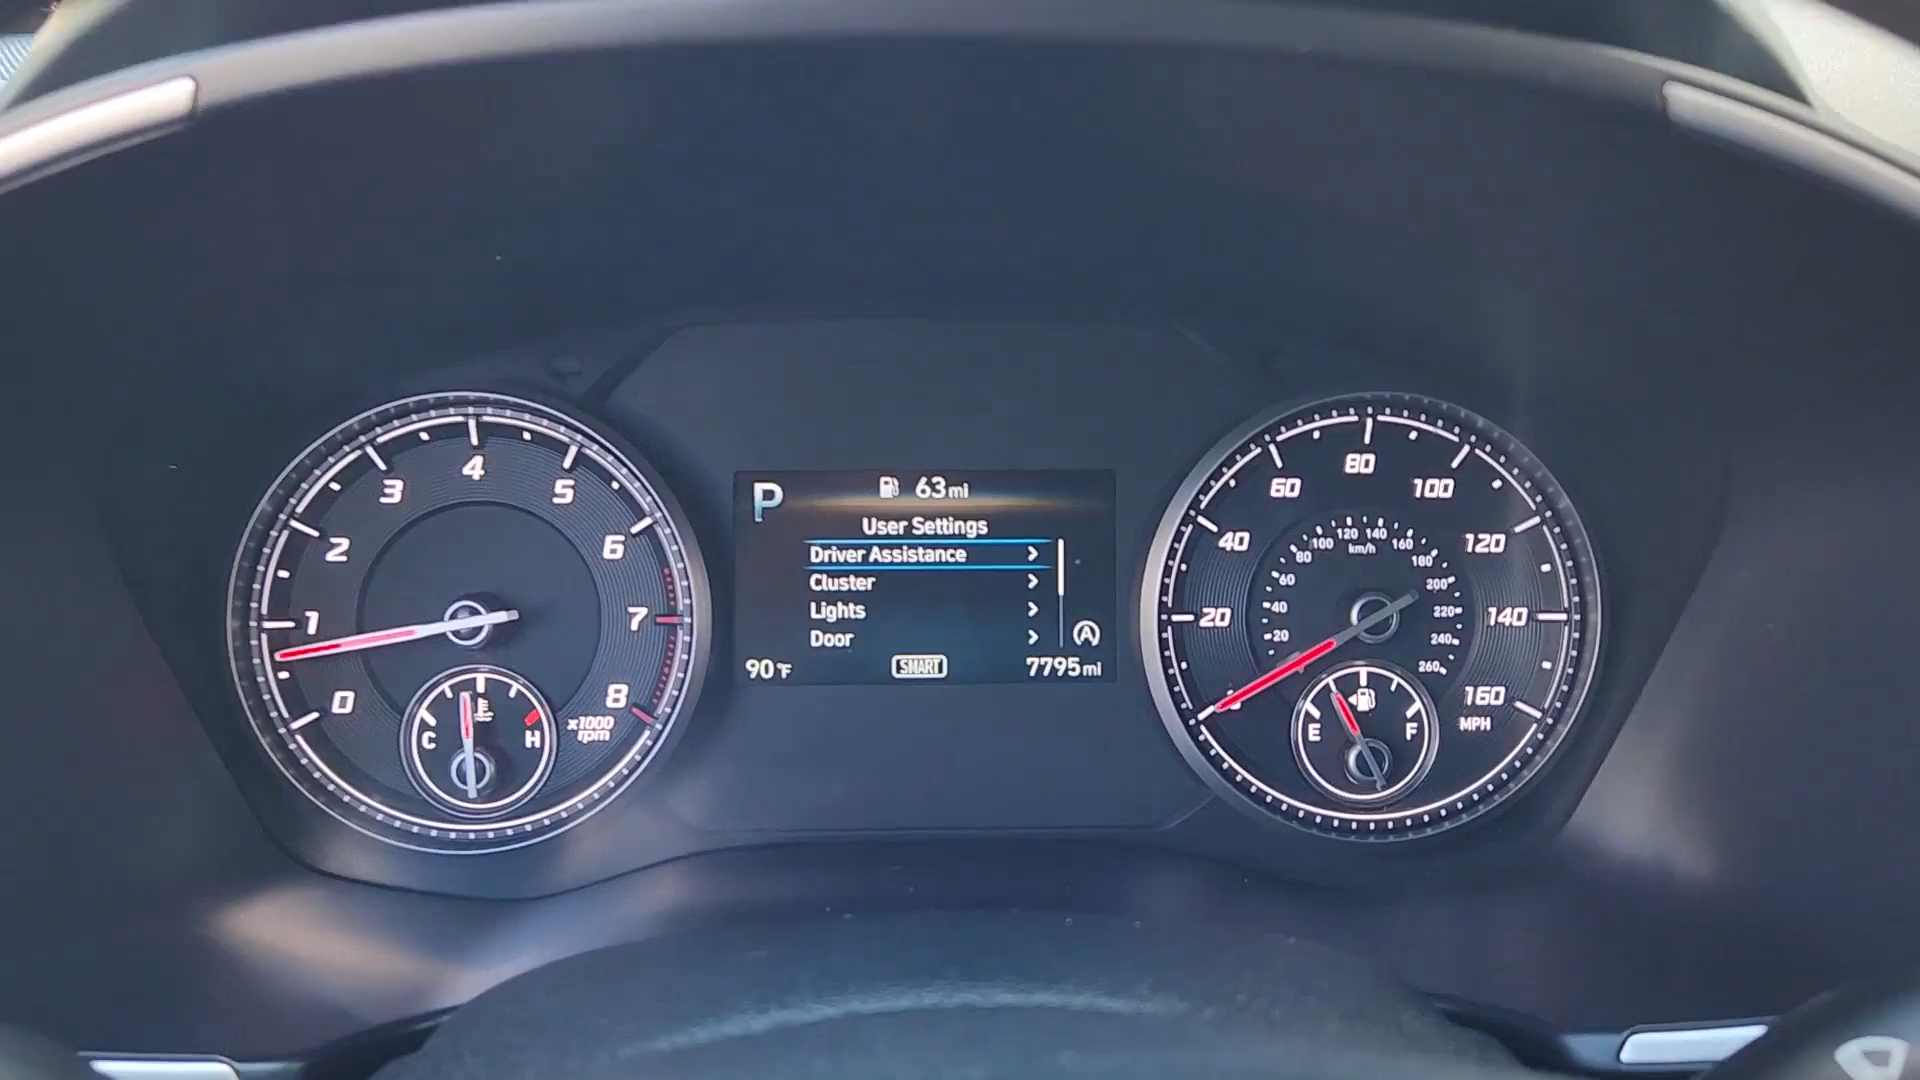 0
1
2
3
4
5
6
7
8
x1000
rpm
C
H
P
63mi
User Settings
Driver Assistance
Cluster
Lights
Door
A
90°F
SMART
7795mi
20
40
60
80
100
120
140
160
MPH
20
40
60
80
100
120
140
160
180
200
220
240
260
km/h
E
F